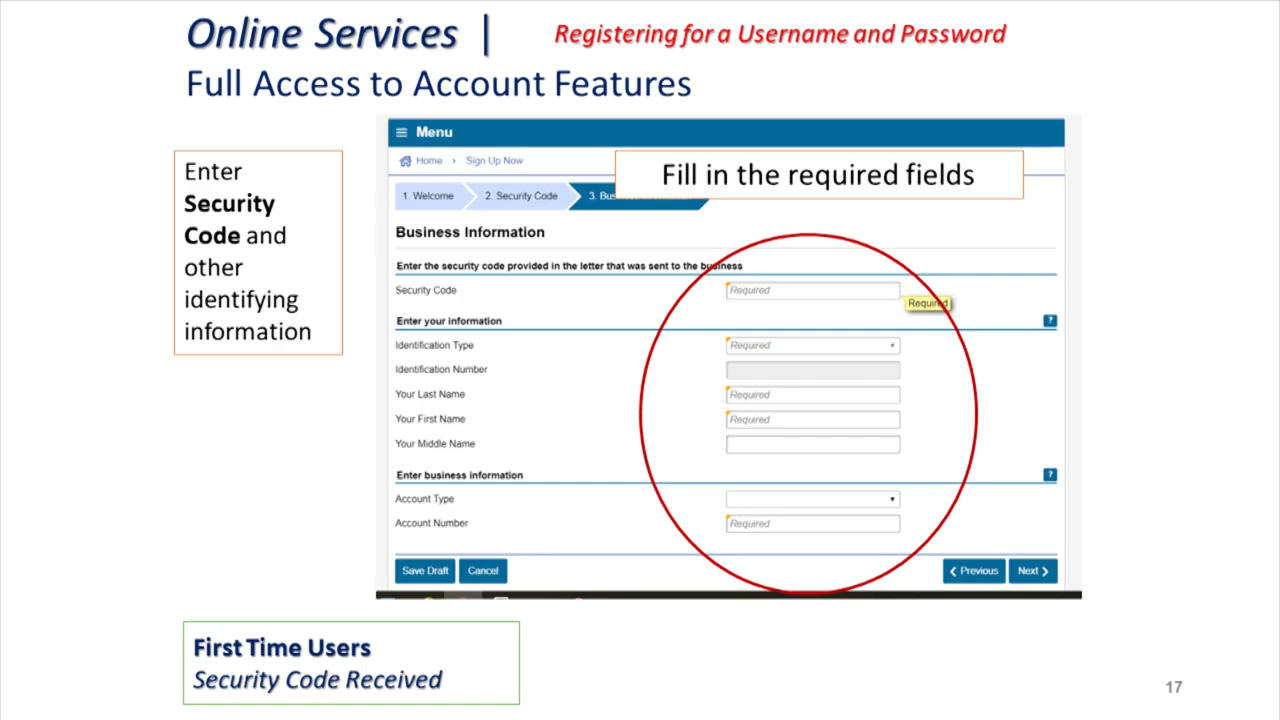 Online Services |
Registering for a Username and Password
Full Access to Account Features
Enter
Security
Code and
other
identifying
information
Menu
Home › Sign Up Now
Fill in the required fields
1. Welcome
2. Security Code
3.
Business Information
Enter the security code provided in the letter that was sent to the business
Security Code
Required
Required
Enter your information
?
Identification Type
Required
Identification Number
Your Last Name
Required
Your First Name
Required
Your Middle Name
Enter business information
?
Account Type
Account Number
Required
Save Draft
Cancel
Previous
Next
First Time Users
Security Code Received
17